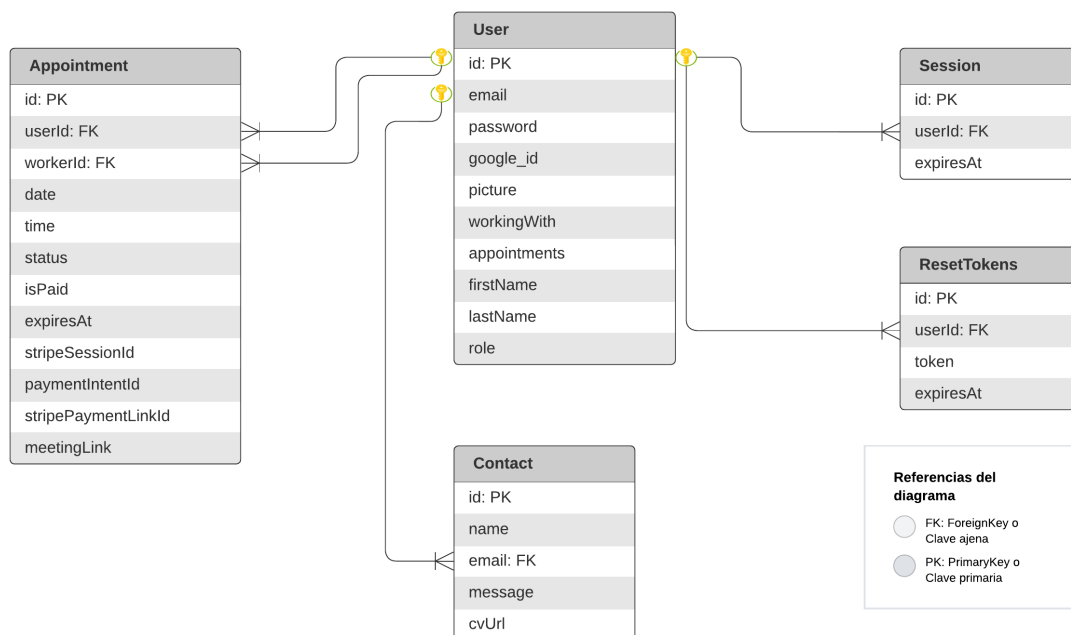 Appointment
id: PK
userId: FK
workerId: FK
date
time
status
isPaid
expiresAt
stripeSessionId
paymentIntentId
stripePaymentLinkId
meetingLink
User
id: PK
email
password
google_id
picture
workingWith
appointments
firstName
lastName
role
Contact
id: PK
name
email: FK
message
cvUrl
Session
id: PK
userId: FK
expiresAt
ResetTokens
id: PK
userId: FK
token
expiresAt
Referencias del
diagrama
FK: ForeignKey o
Clave ajena
PK: PrimaryKey o
Clave primaria